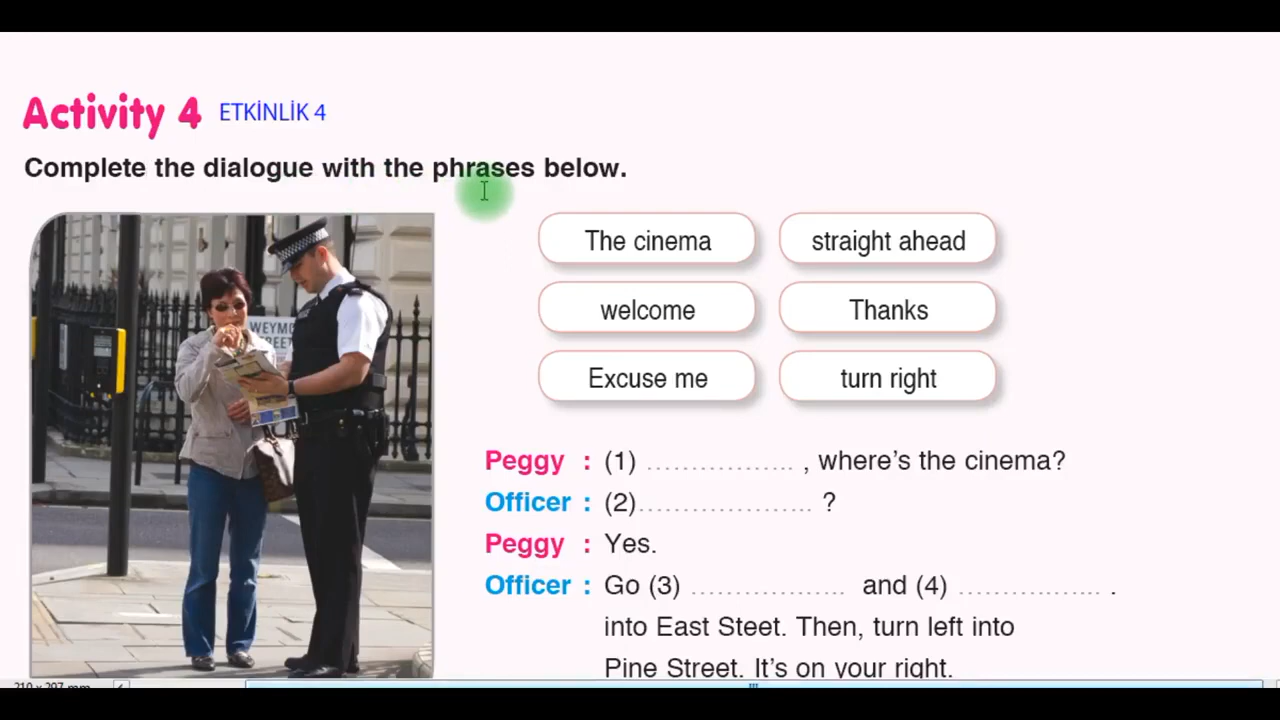 Activity 4 ETKİNLİK 4
Complete the dialogue with the phrases below.
The cinema straight ahead
welcome Thanks
Excuse me turn right
Peggy : (1) .................. , where's the cinema?
Officer : (2)..................... ?
Peggy : Yes.
Officer : Go (3) .................. and (4) .................. .
into East Steet. Then, turn left into
Pine Street. It's on your right.